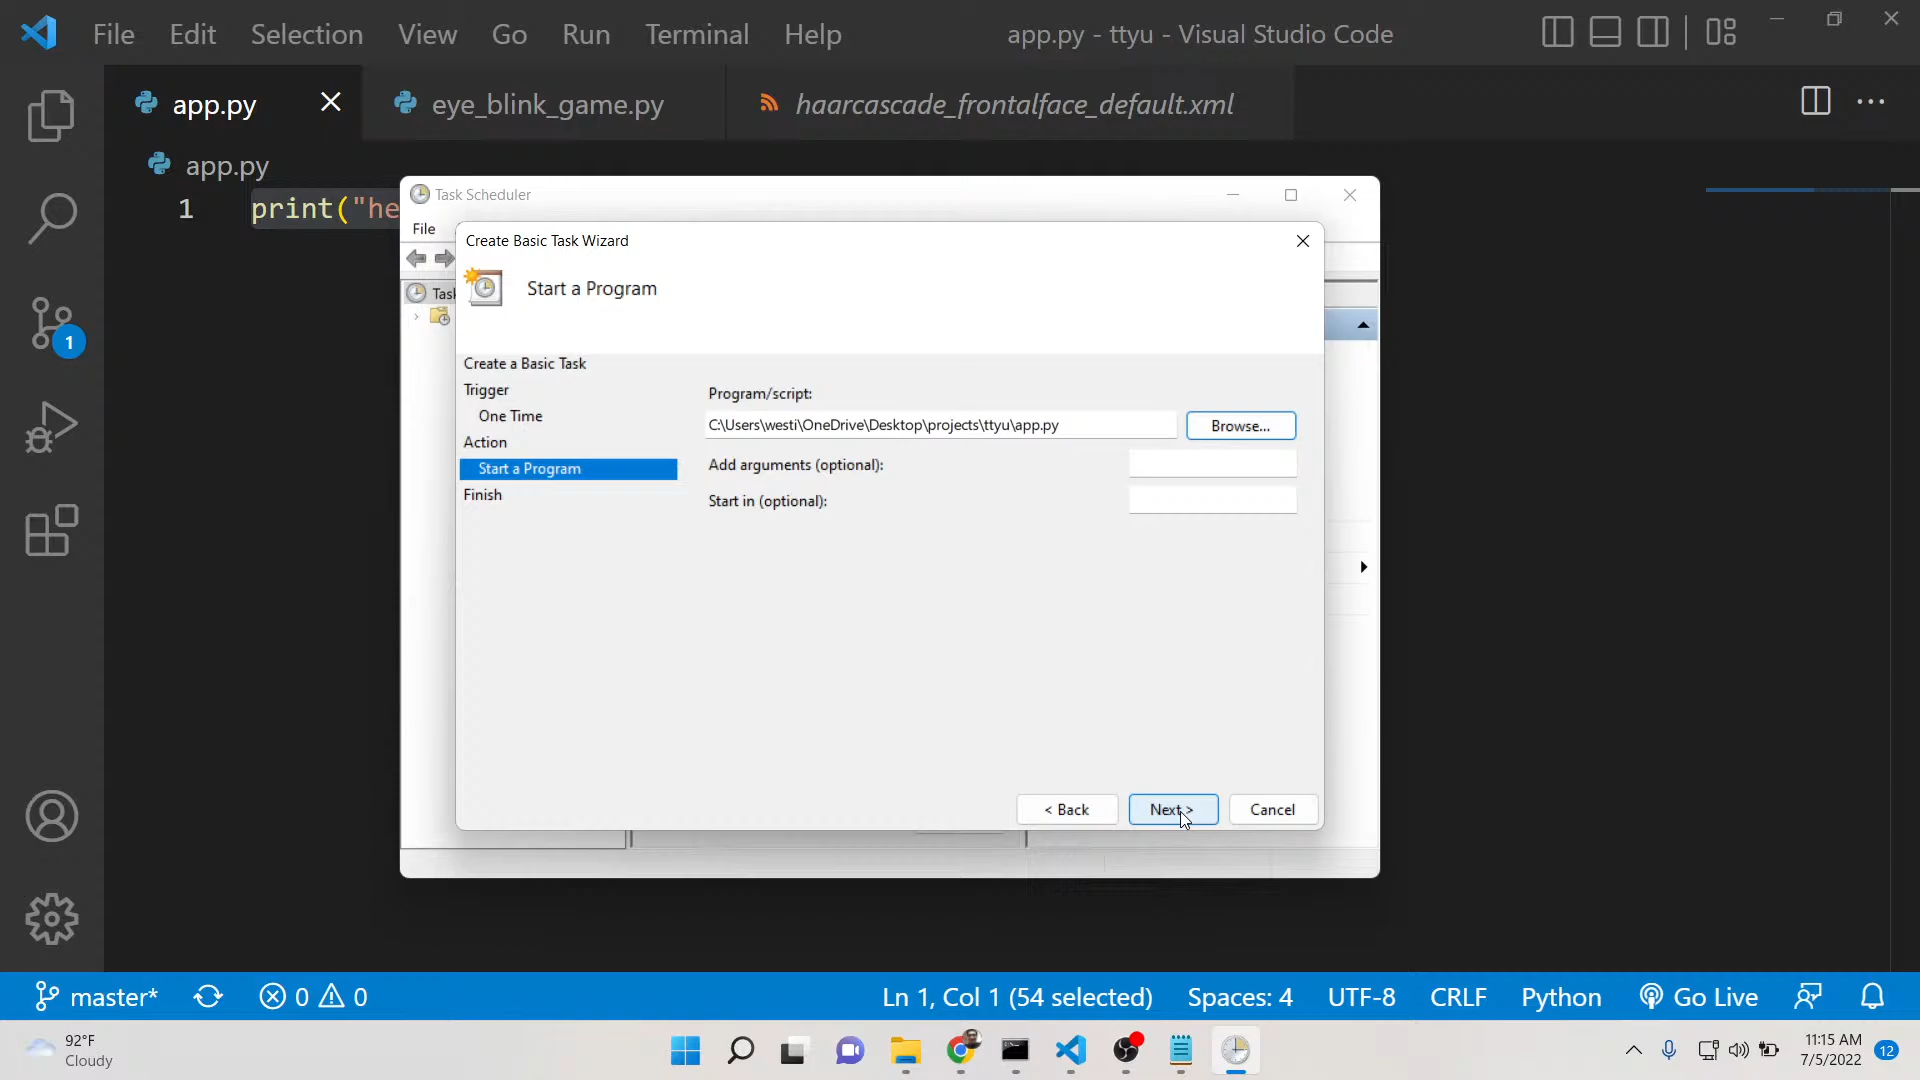 File Edit Selection View Go Run Terminal Help
app.py - ttyu - Visual Studio Code
app.py
eye_blink_game.py
haarcascade_frontalface_default.xml
app.py
1 print("he
Task Scheduler
File
Create Basic Task Wizard
Start a Program
Create a Basic Task
Trigger
One Time
Action
Start a Program
Finish
Program/script:
C:\Users\westi\OneDrive\Desktop\projects\ttyu\app.py
Browse...
Add arguments (optional):
Start in (optional):
< Back
Next >
Cancel
1
master*
0 0
Ln 1, Col 1 (54 selected)
Spaces: 4
UTF-8
CRLF
Python
Go Live
92°F
Cloudy
11:15 AM
7/5/2022
12